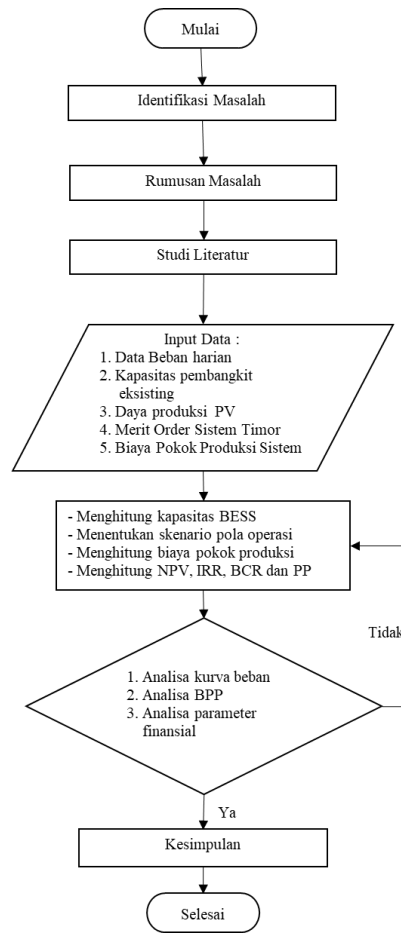 Mulai
Identifikasi Masalah
Rumusan Masalah
Studi Literatur
Input Data :
1. Data Beban harian
2. Kapasitas pembangkit
eksisting
3. Daya produksi PV
4. Merit Order Sistem Timor
5. Biaya Pokok Produksi Sistem
- Menghitung kapasitas BESS
- Menentukan skenario pola operasi
- Menghitung biaya pokok produksi
- Menghitung NPV, IRR, BCR dan PP
Tidak
1. Analisa kurva beban
2. Analisa BPP
3. Analisa parameter
finansial
Ya
Kesimpulan
Selesai